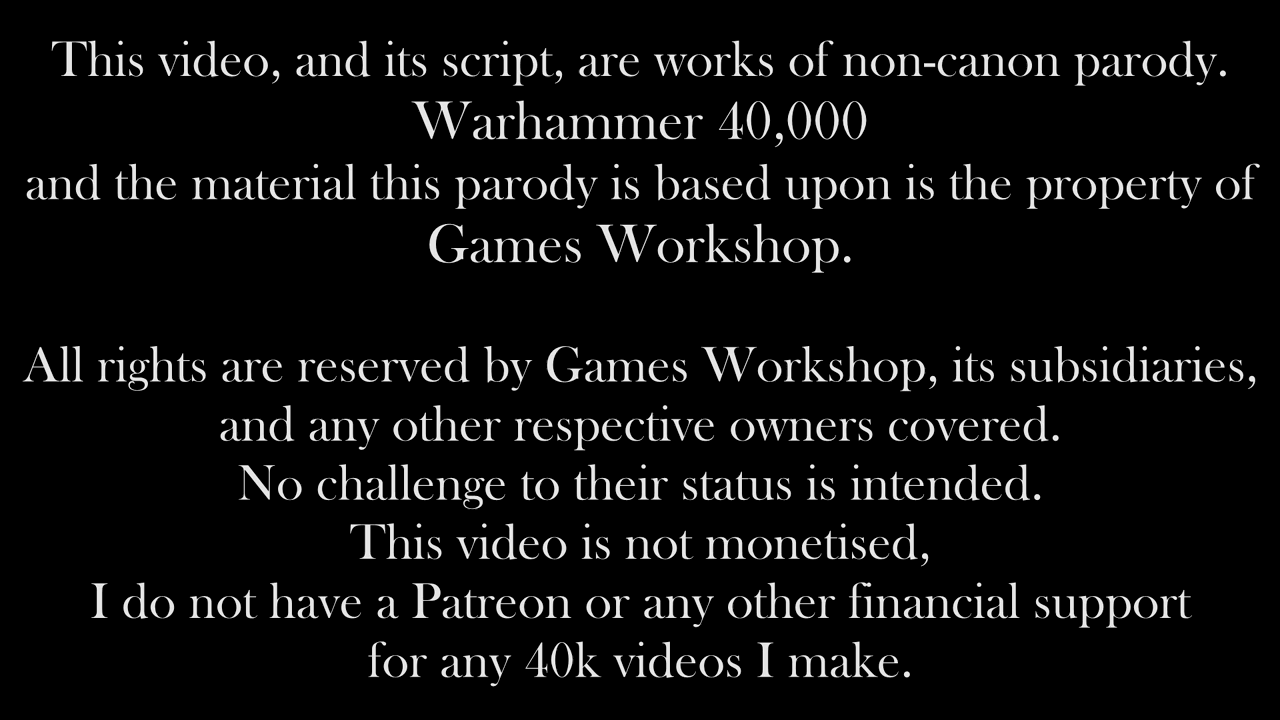 This video, and its script, are works of non-canon parody.
Warhammer 40,000
and the material this parody is based upon is the property of
Games Workshop.
All rights are reserved by Games Workshop, its subsidiaries,
and any other respective owners covered.
No challenge to their status is intended.
This video is not monetised,
I do not have a Patreon or any other financial support
for any 40k videos I make.